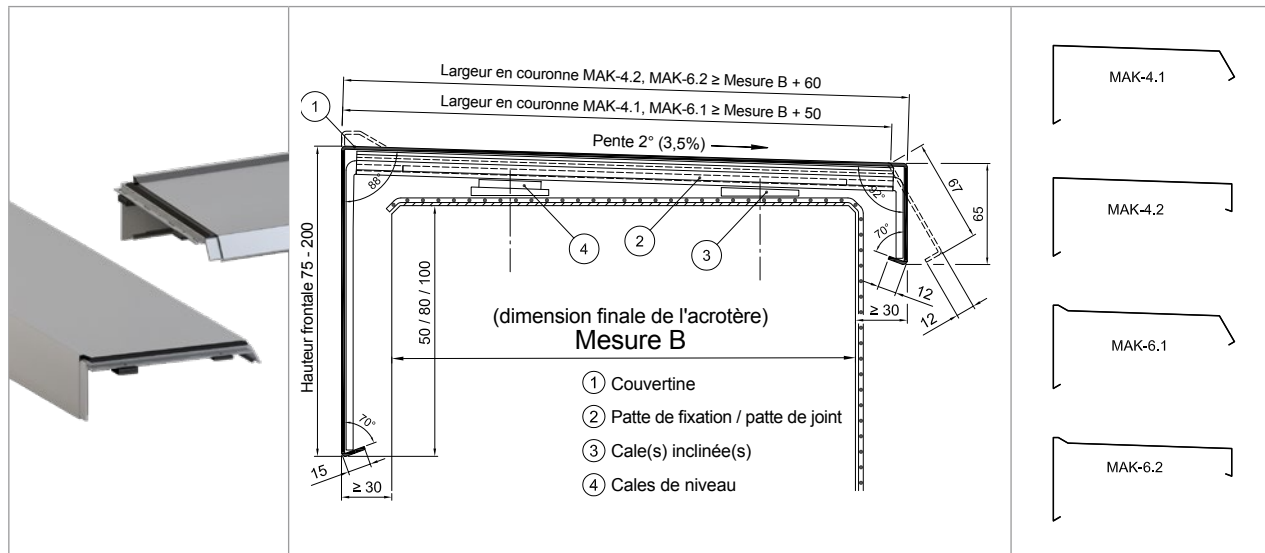 Largeur en couronne MAK-4.2, MAK-6.2 ≥ Mesure B + 60
Largeur en couronne MAK-4.1, MAK-6.1 ≥ Mesure B + 50
1
Pente 2° (3,5%)
88°
92°
67
65
70°
4
2
3
12
12
≥ 30
Hauteur frontale 75 - 200
50 / 80 / 100
(dimension finale de l'acrotère)
Mesure B
70°
15
≥ 30
1 Couvertine
2 Patte de fixation / patte de joint
3 Cale(s) inclinée(s)
4 Cales de niveau
MAK-4.1
MAK-4.2
MAK-6.1
MAK-6.2